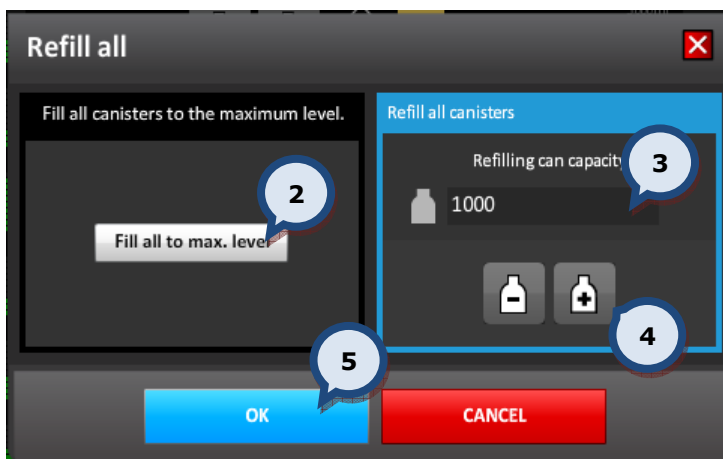 Refill all
Fill all canisters to the maximum level.
Fill all to max. level
2
Refill all canisters
Refilling can capacity
3
1000
4
5
OK
CANCEL